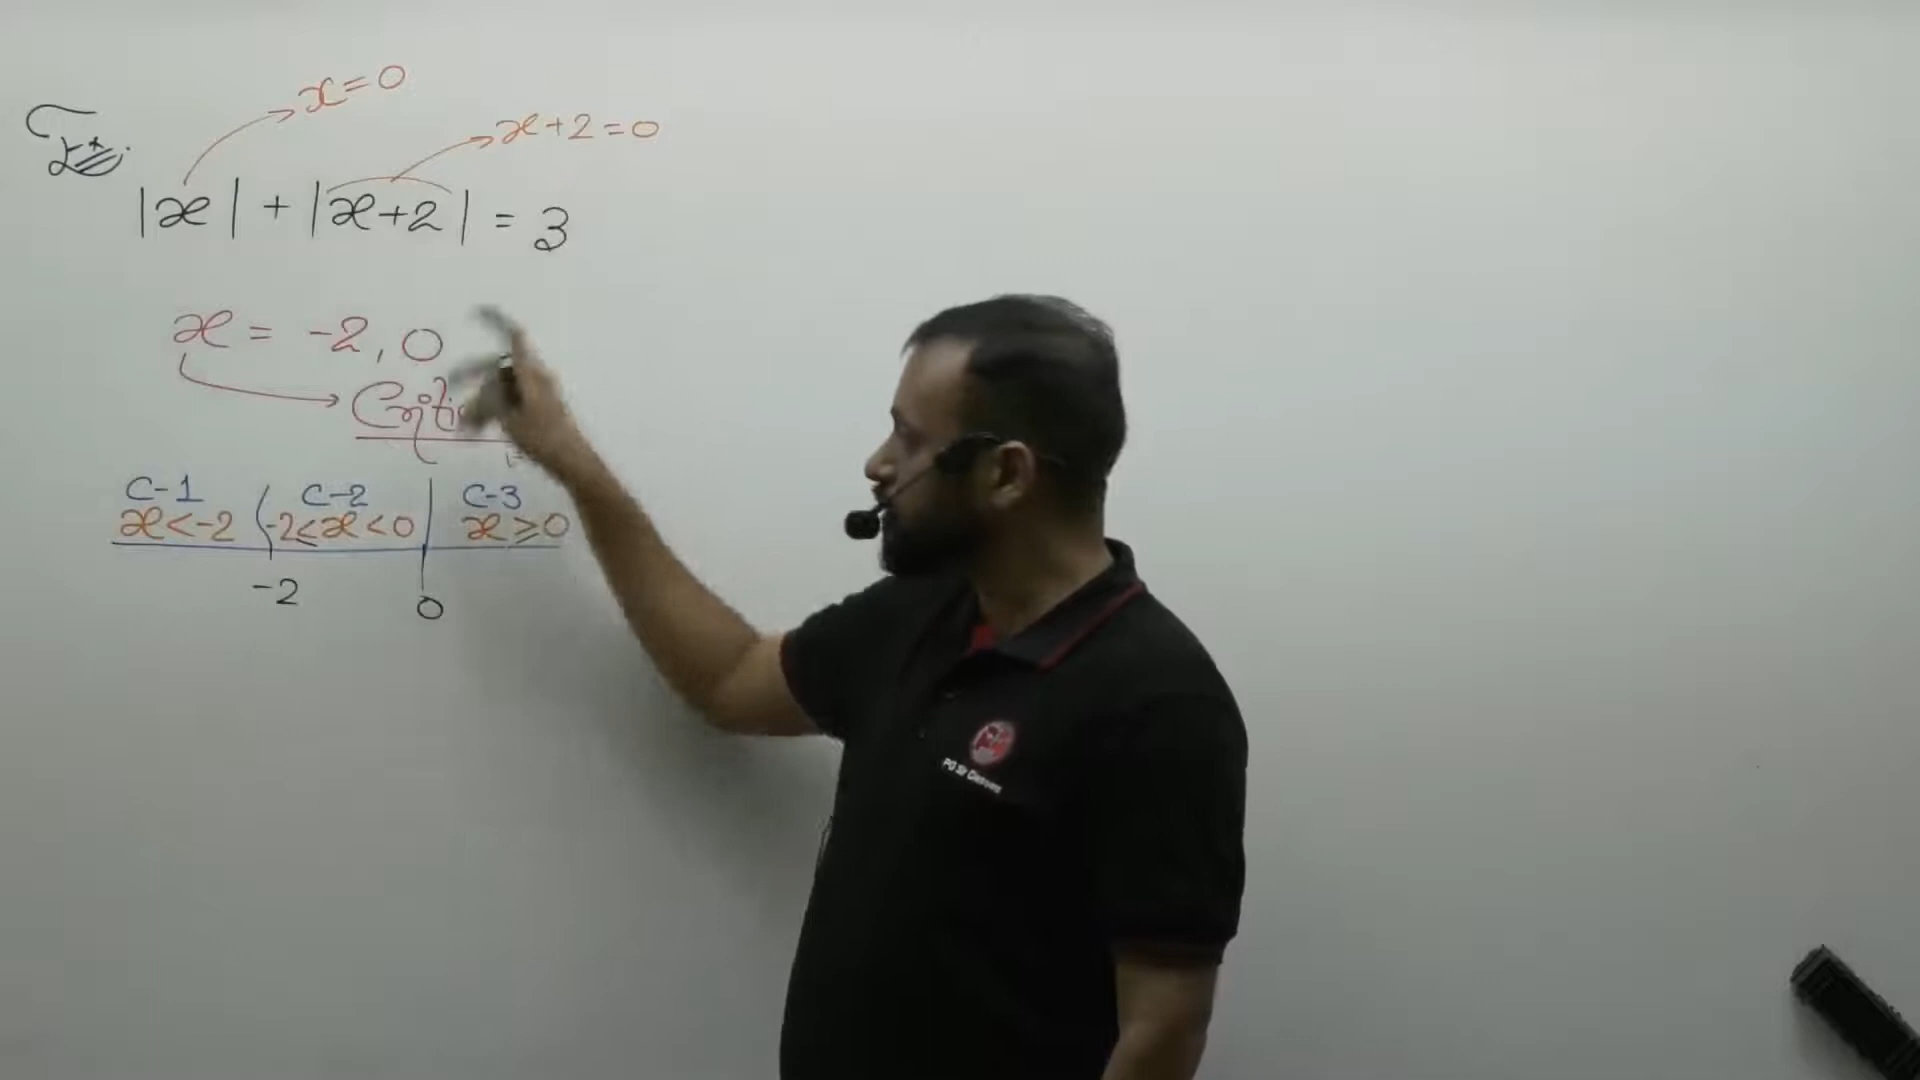 x=0
x+2=0
Ex.
|x| + |x+2| = 3
x = -2, 0
C-1 C-2 C-3
x<-2 -2≤x<0 x≥0
-2 0